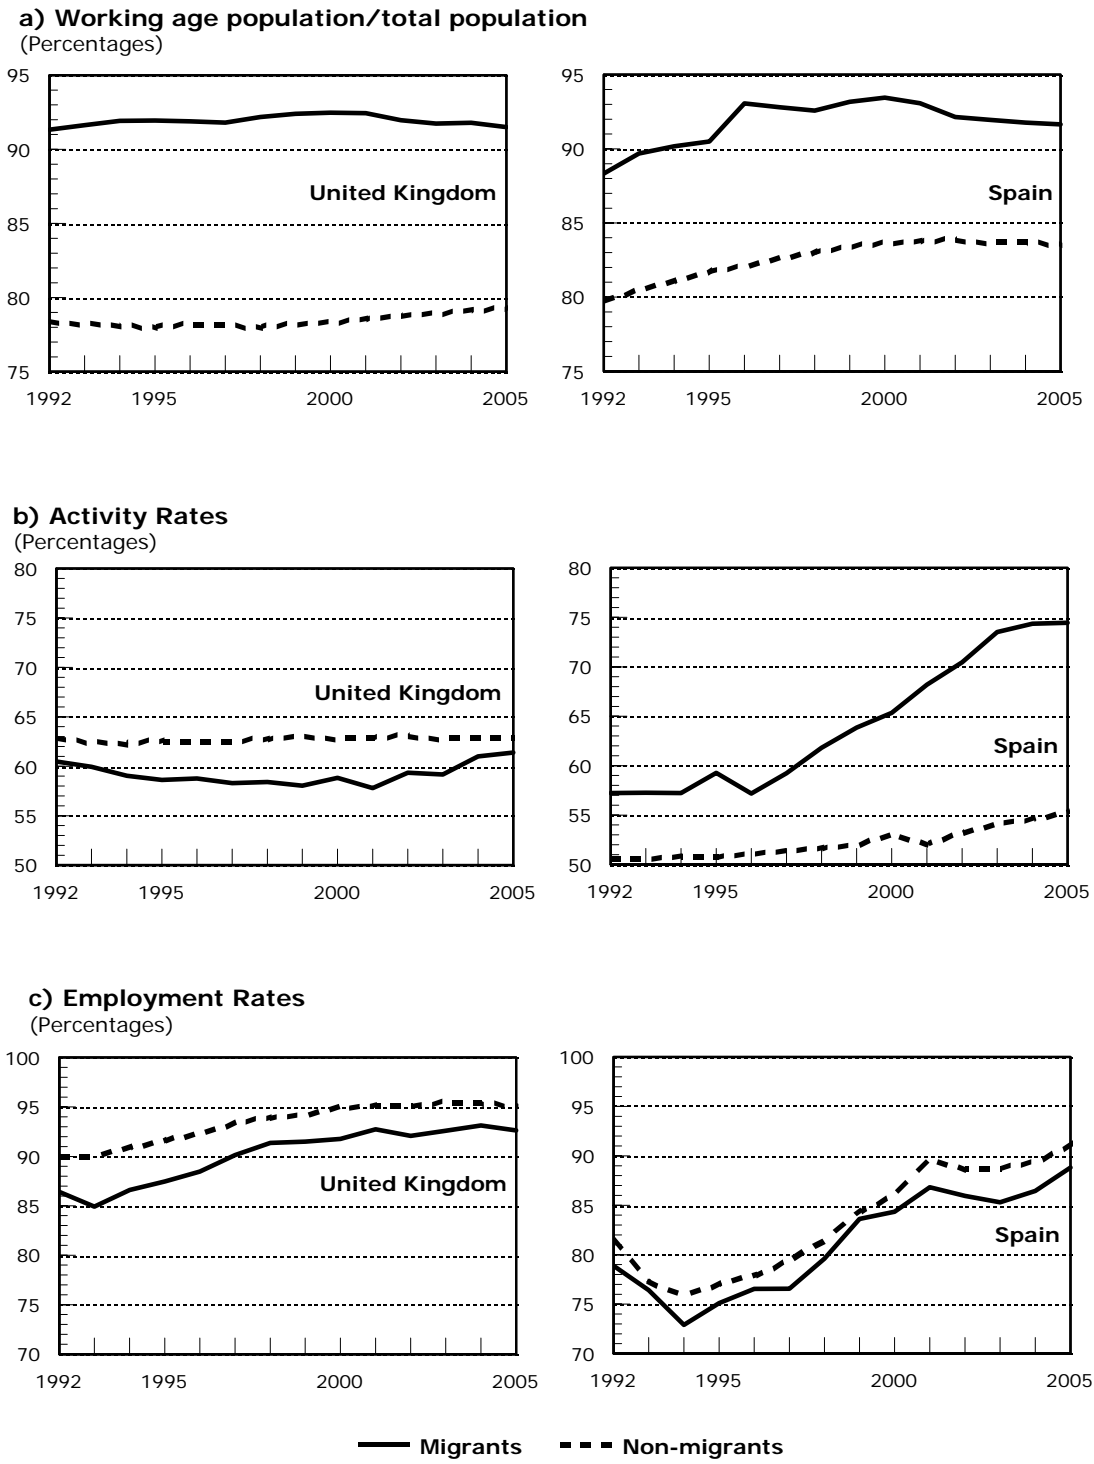 a) Working age population/total population
(Percentages)
95
90
85
80
75
United Kingdom
1992 1995 2000 2005
95
90
85
80
75
Spain
1992 1995 2000 2005
b) Activity Rates
(Percentages)
80
75
70
65
60
55
50
United Kingdom
1992 1995 2000 2005
80
75
70
65
60
55
50
Spain
1992 1995 2000 2005
c) Employment Rates
(Percentages)
100
95
90
85
80
75
70
United Kingdom
1992 1995 2000 2005
100
95
90
85
80
75
70
Spain
1992 1995 2000 2005
Migrants Non-migrants